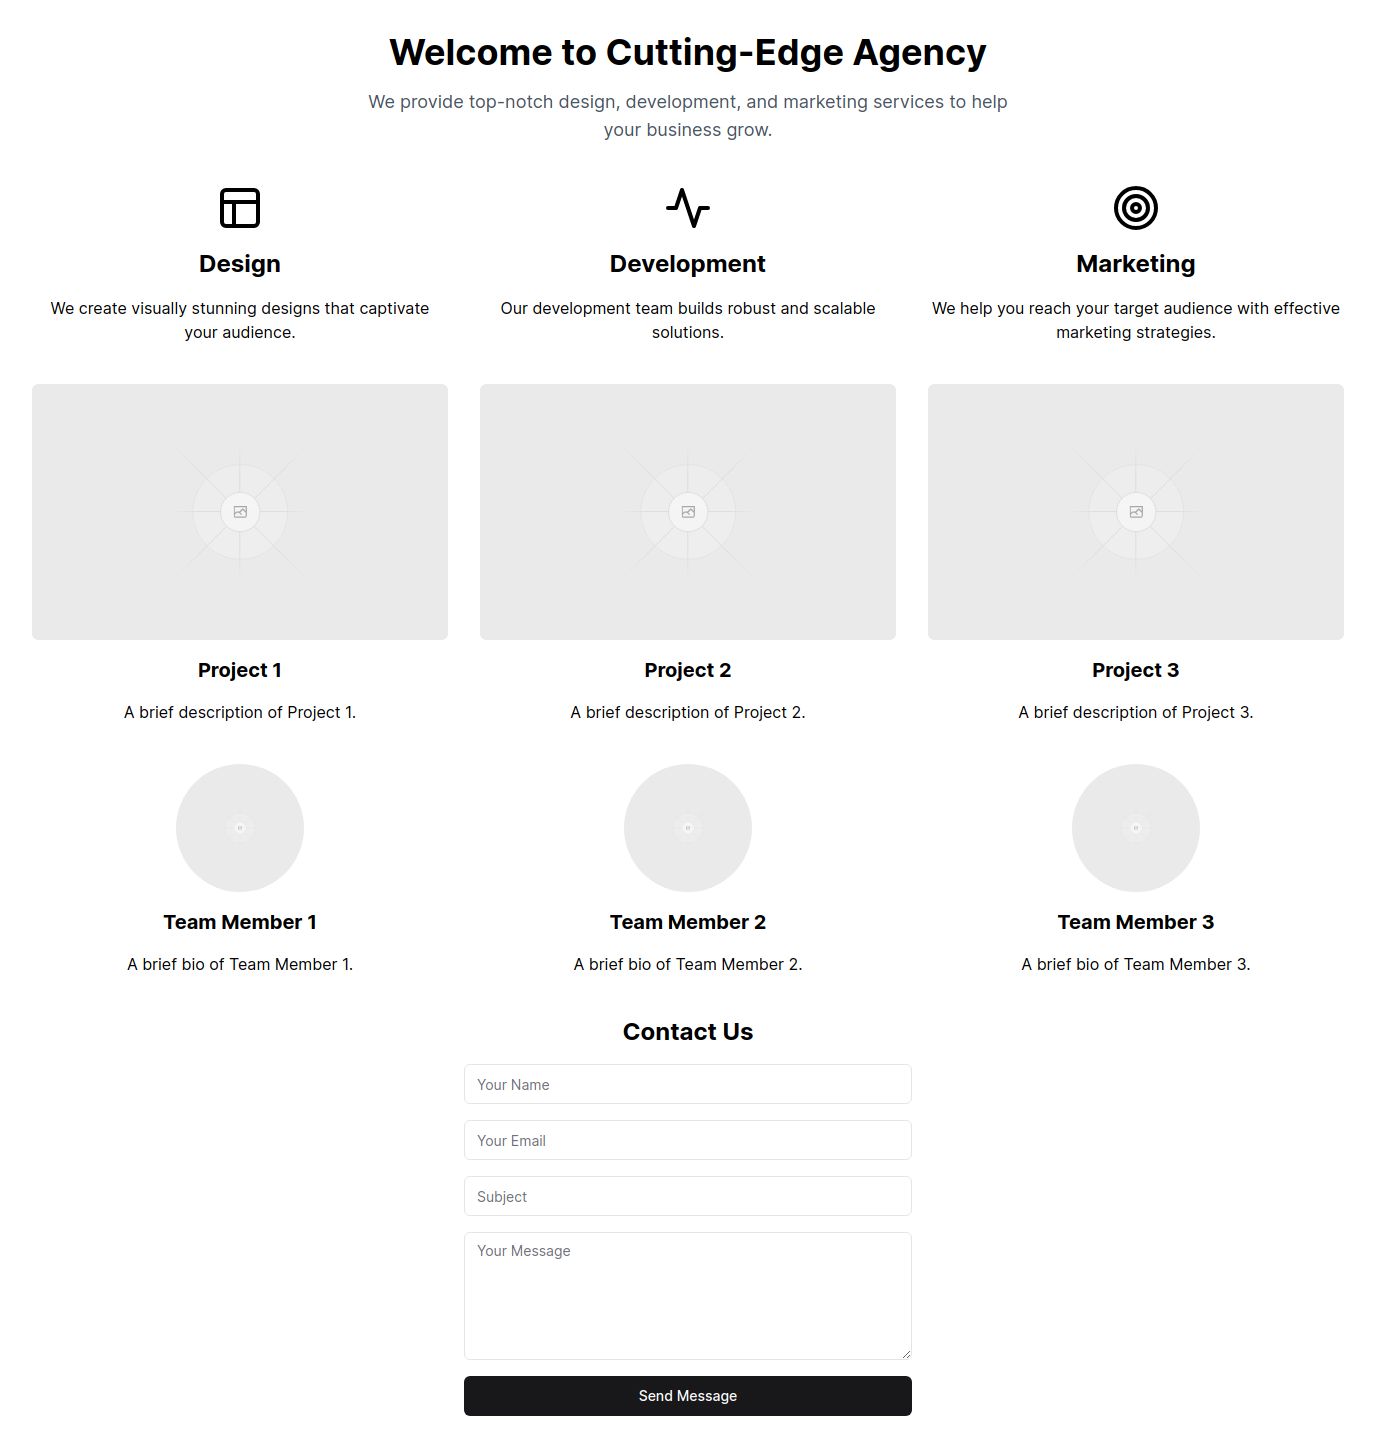 Welcome to Cutting-Edge Agency
We provide top-notch design, development, and marketing services to help
your business grow.
Design
We create visually stunning designs that captivate
your audience.
Development
Our development team builds robust and scalable
solutions.
Marketing
We help you reach your target audience with effective
marketing strategies.
Project 1
A brief description of Project 1.
Project 2
A brief description of Project 2.
Project 3
A brief description of Project 3.
Team Member 1
A brief bio of Team Member 1.
Team Member 2
A brief bio of Team Member 2.
Team Member 3
A brief bio of Team Member 3.
Contact Us
Your Name
Your Email
Subject
Your Message
Send Message